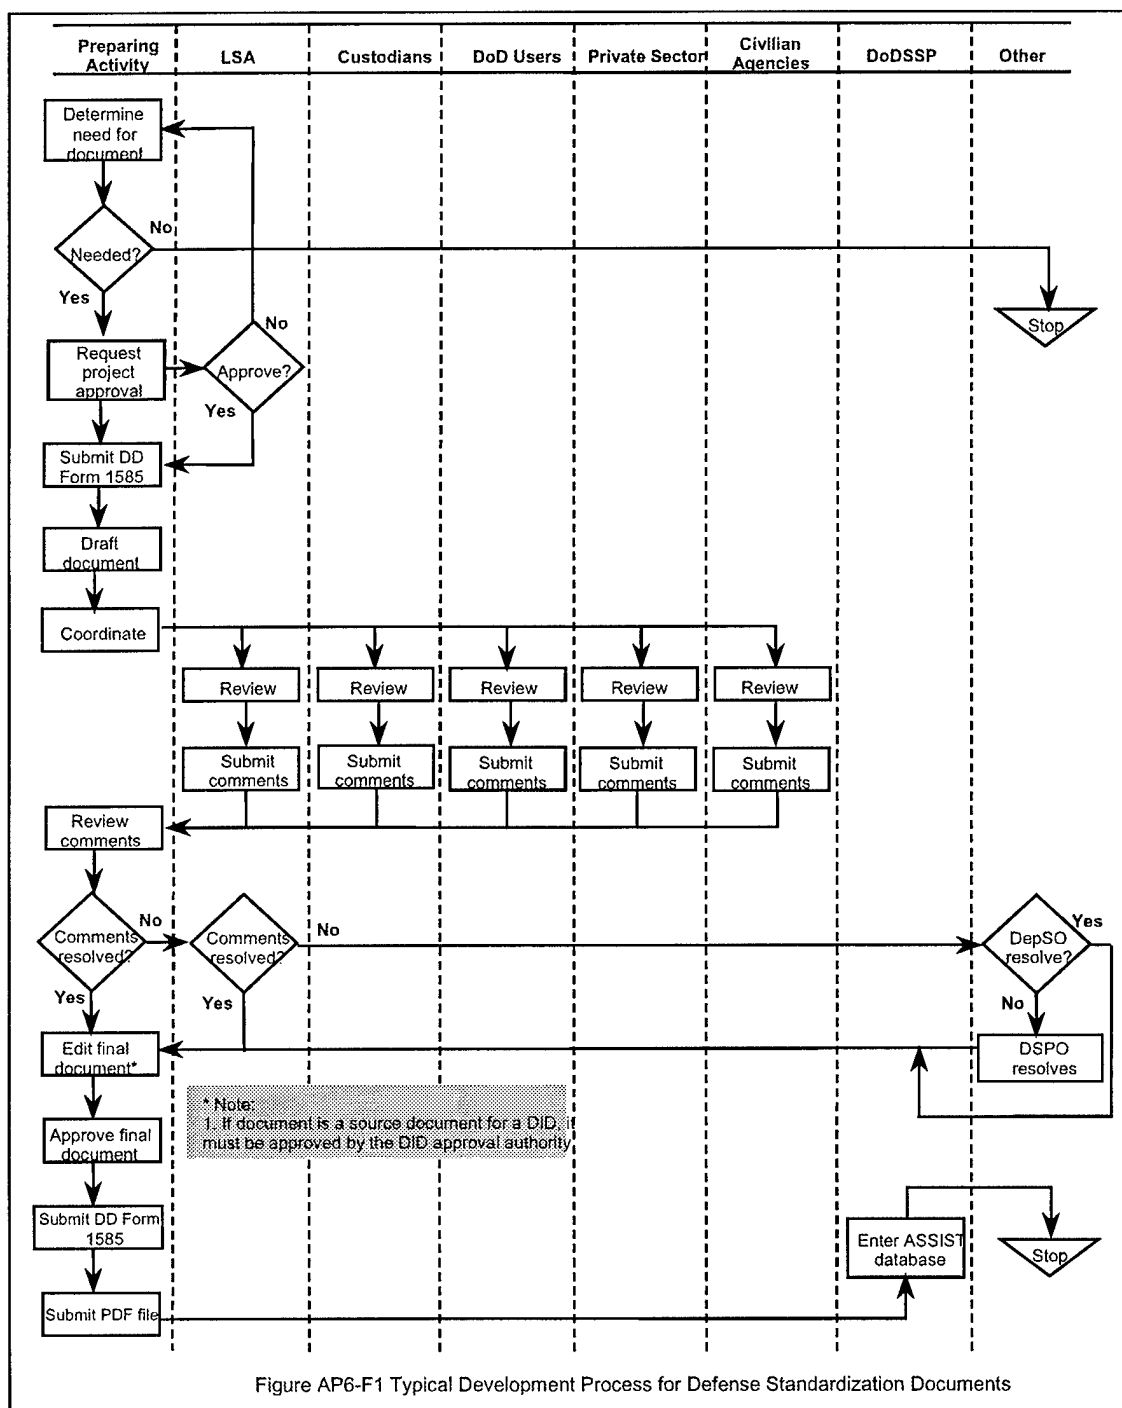 Preparing
Activity
LSA
Custodians
DoD Users
Private Sector
Civilian
Agencies
DoDSSP
Other
Determine
need for
document
Needed?
No
Yes
Stop
Request
project
approval
Approve?
No
Yes
Submit DD
Form 1585
Draft
document
Coordinate
Review
Review
Review
Review
Review
Submit
comments
Submit
comments
Submit
comments
Submit
comments
Submit
comments
Review
comments
Comments
resolved?
No
Yes
Comments
resolved?
No
Yes
DepSO
resolve?
Yes
No
Edit final
document*
DSPO
resolves
* Note:
1. If document is a source document for a DID, it
must be approved by the DID approval authority
Approve final
document
Submit DD Form
1585
Enter ASSIST
database
Stop
Submit PDF file
Figure AP6-F1 Typical Development Process for Defense Standardization Documents